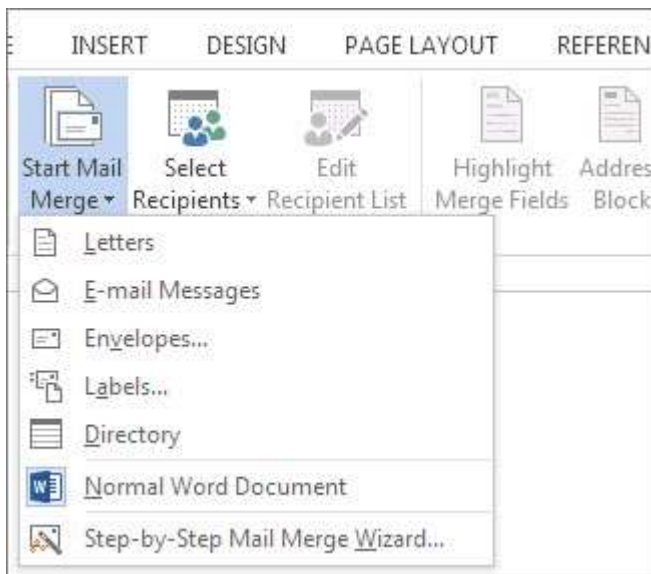 INSERT DESIGN PAGE LAYOUT
Start Mail Select Edit Highlight
Merge Recipients Recipient List Merge Fields Block
Letters
E-mail Messages
Envelopes...
Labels...
Directory
Normal Word Document
Step-by-Step Mail Merge Wizard...